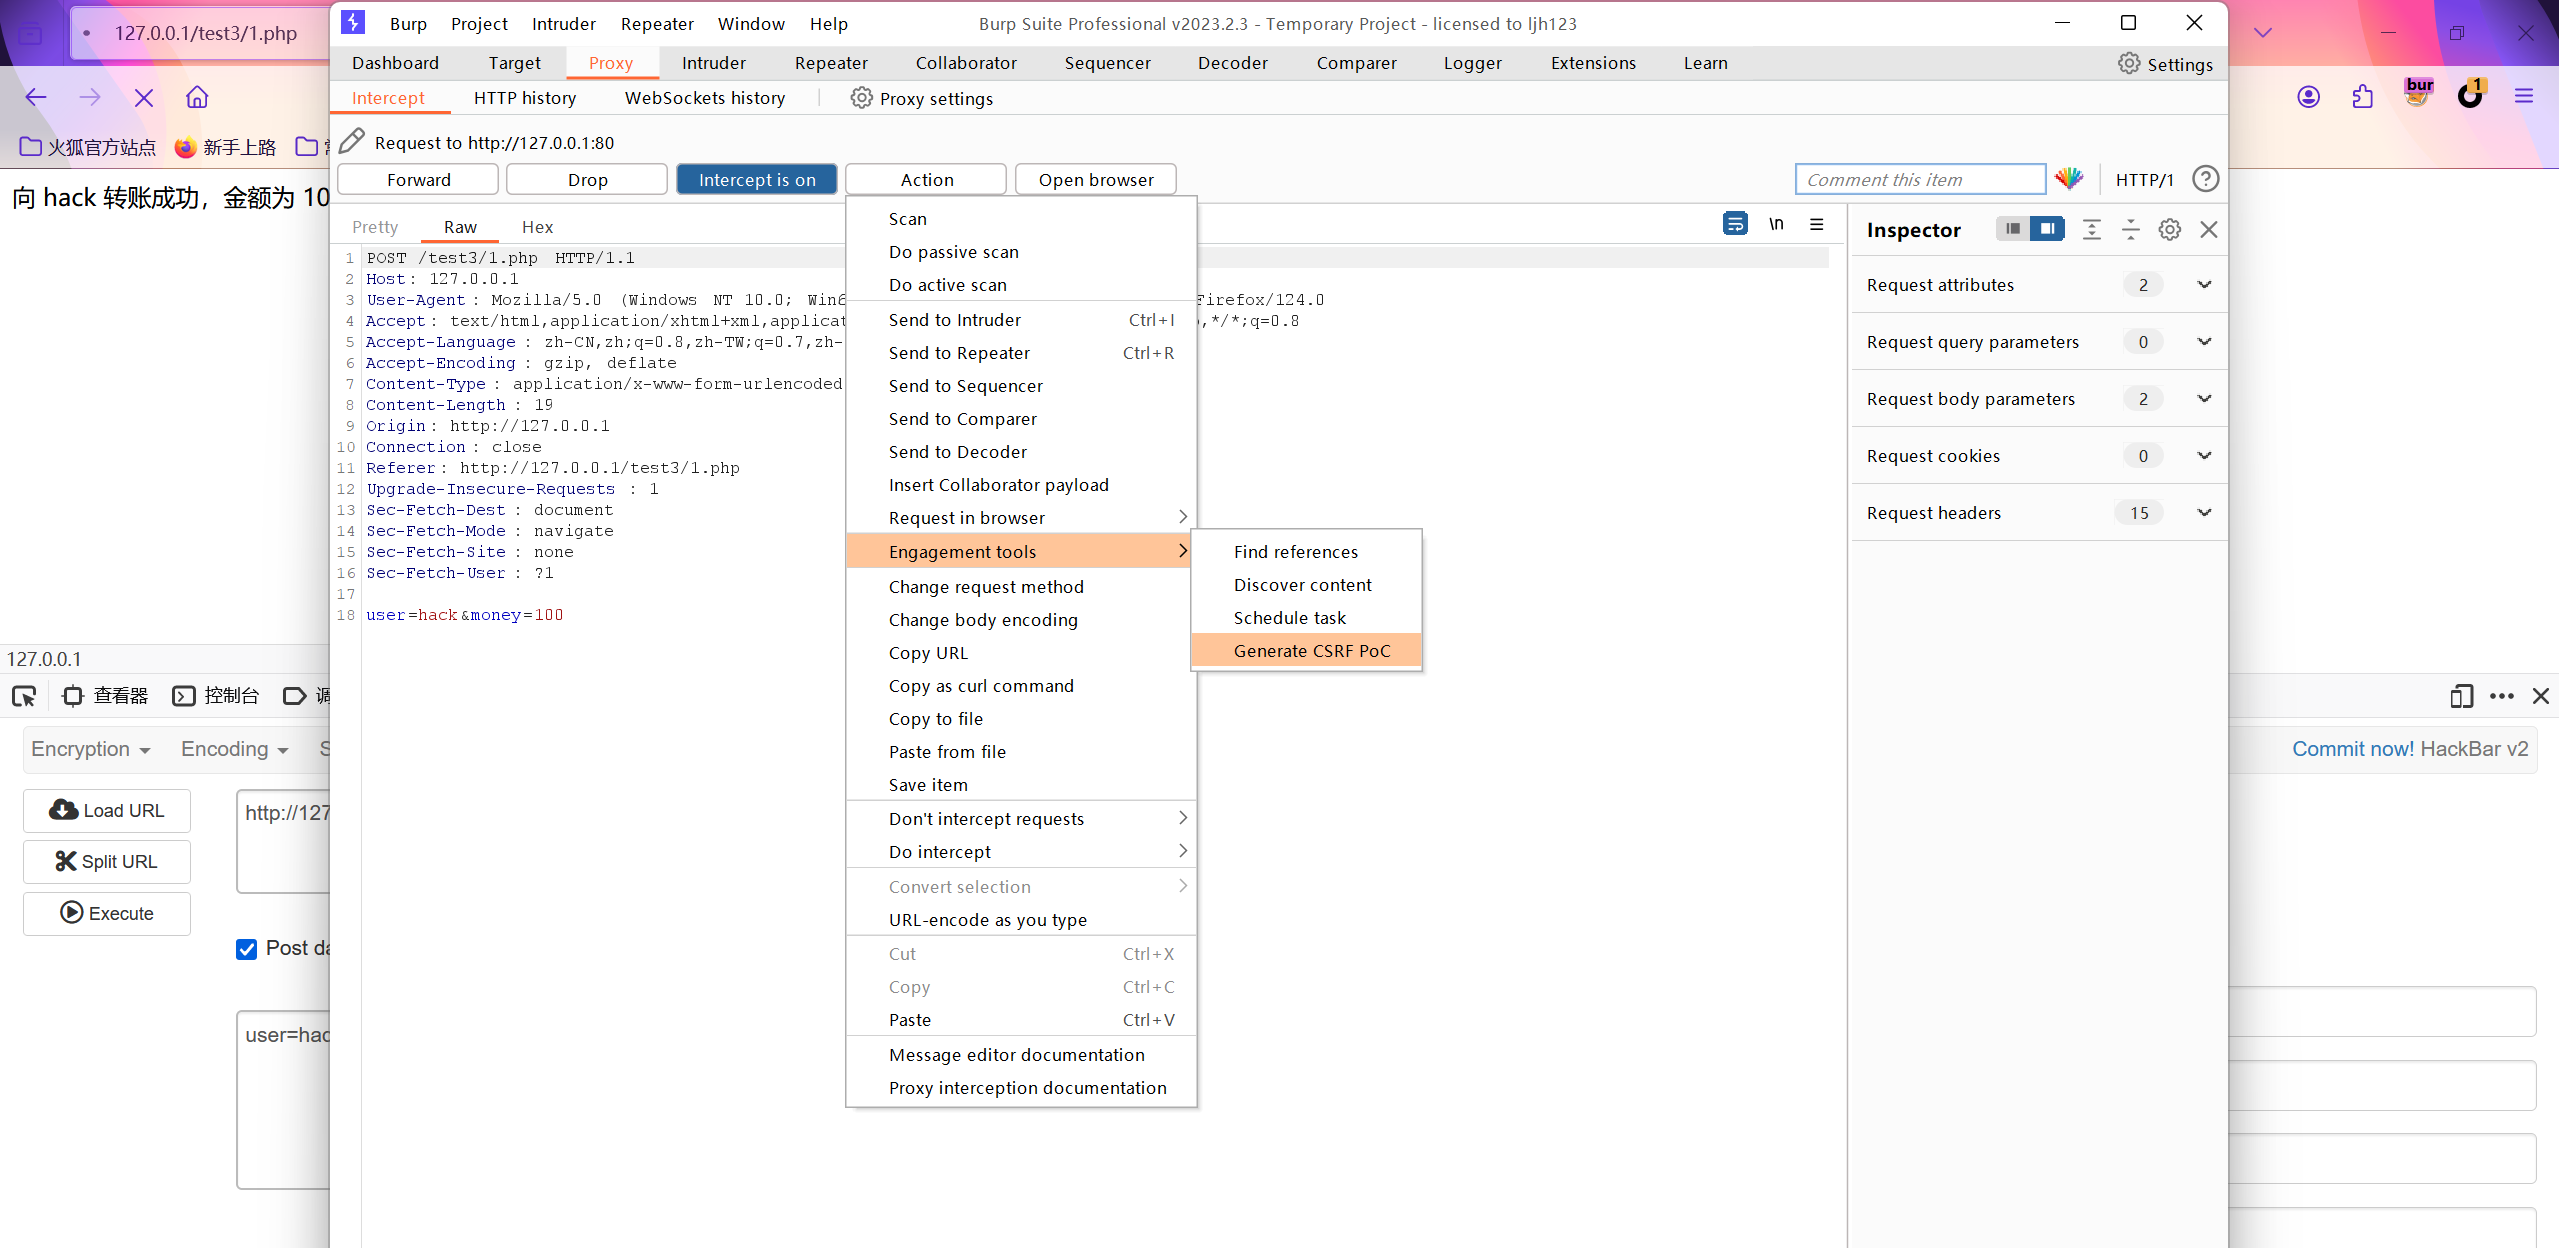 127.0.0.1/test3/1.php
Burp Project Intruder Repeater Window Help
Burp Suite Professional v2023.2.3 - Temporary Project - licensed to ljh123
Dashboard Target Proxy Intruder Repeater Collaborator Sequencer Decoder Comparer Logger Extensions Learn
Settings
Intercept HTTP history WebSockets history Proxy settings
bur
1
火狐官方站点 新手上路
Request to http://127.0.0.1:80
Forward Drop Intercept is on Action Open browser
Comment this item HTTP/1
向 hack 转账成功，金额为 10
Pretty Raw Hex
\n
Inspector
1 POST /test3/1.php HTTP/1.1
2 Host: 127.0.0.1
3 User-Agent: Mozilla/5.0 (Windows NT 10.0; Win6
Firefox/124.0
4 Accept: text/html,application/xhtml+xml,applicat
,*/*;q=0.8
5 Accept-Language: zh-CN,zh;q=0.8,zh-TW;q=0.7,zh-
6 Accept-Encoding: gzip, deflate
7 Content-Type: application/x-www-form-urlencoded
8 Content-Length: 19
9 Origin: http://127.0.0.1
10 Connection: close
11 Referer: http://127.0.0.1/test3/1.php
12 Upgrade-Insecure-Requests: 1
13 Sec-Fetch-Dest: document
14 Sec-Fetch-Mode: navigate
15 Sec-Fetch-Site: none
16 Sec-Fetch-User: ?1
17
18 user=hack&money=100
Scan
Do passive scan
Do active scan
Send to Intruder Ctrl+I
Send to Repeater Ctrl+R
Send to Sequencer
Send to Comparer
Send to Decoder
Insert Collaborator payload
Request in browser
Engagement tools
Change request method
Change body encoding
Copy URL
Copy as curl command
Copy to file
Paste from file
Save item
Don't intercept requests
Do intercept
Convert selection
URL-encode as you type
Cut Ctrl+X
Copy Ctrl+C
Paste Ctrl+V
Message editor documentation
Proxy interception documentation
Find references
Discover content
Schedule task
Generate CSRF PoC
Request attributes 2
Request query parameters 0
Request body parameters 2
Request cookies 0
Request headers 15
127.0.0.1
查看器 控制台 调
Encryption Encoding S
Commit now! HackBar v2
Load URL
http://127
Split URL
Execute
Post da
user=hac